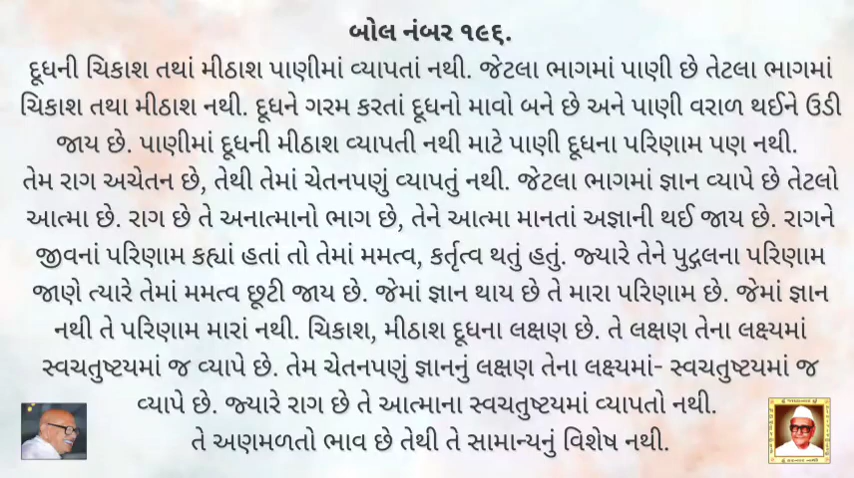 બોલ નંબર ૧૯૬.
દૂધની ચિકાશ તથાં મીઠાશ પાણીમાં વ્યાપતાં નથી. જેટલા ભાગમાં પાણી છે તેટલા ભાગમાં
ચિકાશ તથા મીઠાશ નથી. દૂધને ગરમ કરતાં દૂધનો માવો બને છે અને પાણી વરાળ થઈને ઉડી
જાય છે. પાણીમાં દૂધની મીઠાશ વ્યાપતી નથી માટે પાણી દૂધના પરિણામ પણ નથી.
તેમ રાગ અચેતન છે, તેથી તેમાં ચેતનપણું વ્યાપતું નથી. જેટલા ભાગમાં જ્ઞાન વ્યાપે છે તેટલો
આત્મા છે. રાગ છે તે અનાત્માનો ભાગ છે, તેને આત્મા માનતાં અજ્ઞાની થઈ જાય છે. રાગને
જીવનાં પરિણામ કહ્યાં હતાં તો તેમાં મમત્વ, કર્તૃત્વ થતું હતું. જ્યારે તેને પુદ્ગલના પરિણામ
જાણે ત્યારે તેમાં મમત્વ છૂટી જાય છે. જેમાં જ્ઞાન થાય છે તે મારા પરિણામ છે. જેમાં જ્ઞાન
નથી તે પરિણામ મારાં નથી. ચિકાશ, મીઠાશ દૂધના લક્ષણ છે. તે લક્ષણ તેના લક્ષ્યમાં
સ્વચતુષ્ટયમાં જ વ્યાપે છે. તેમ ચેતનપણું જ્ઞાનનું લક્ષણ તેના લક્ષ્યમાં- સ્વચતુષ્ટયમાં જ
વ્યાપે છે. જ્યારે રાગ છે તે આત્માના સ્વચતુષ્ટયમાં વ્યાપતો નથી.
તે અણમળતો ભાવ છે તેથી તે સામાન્યનું વિશેષ નથી.